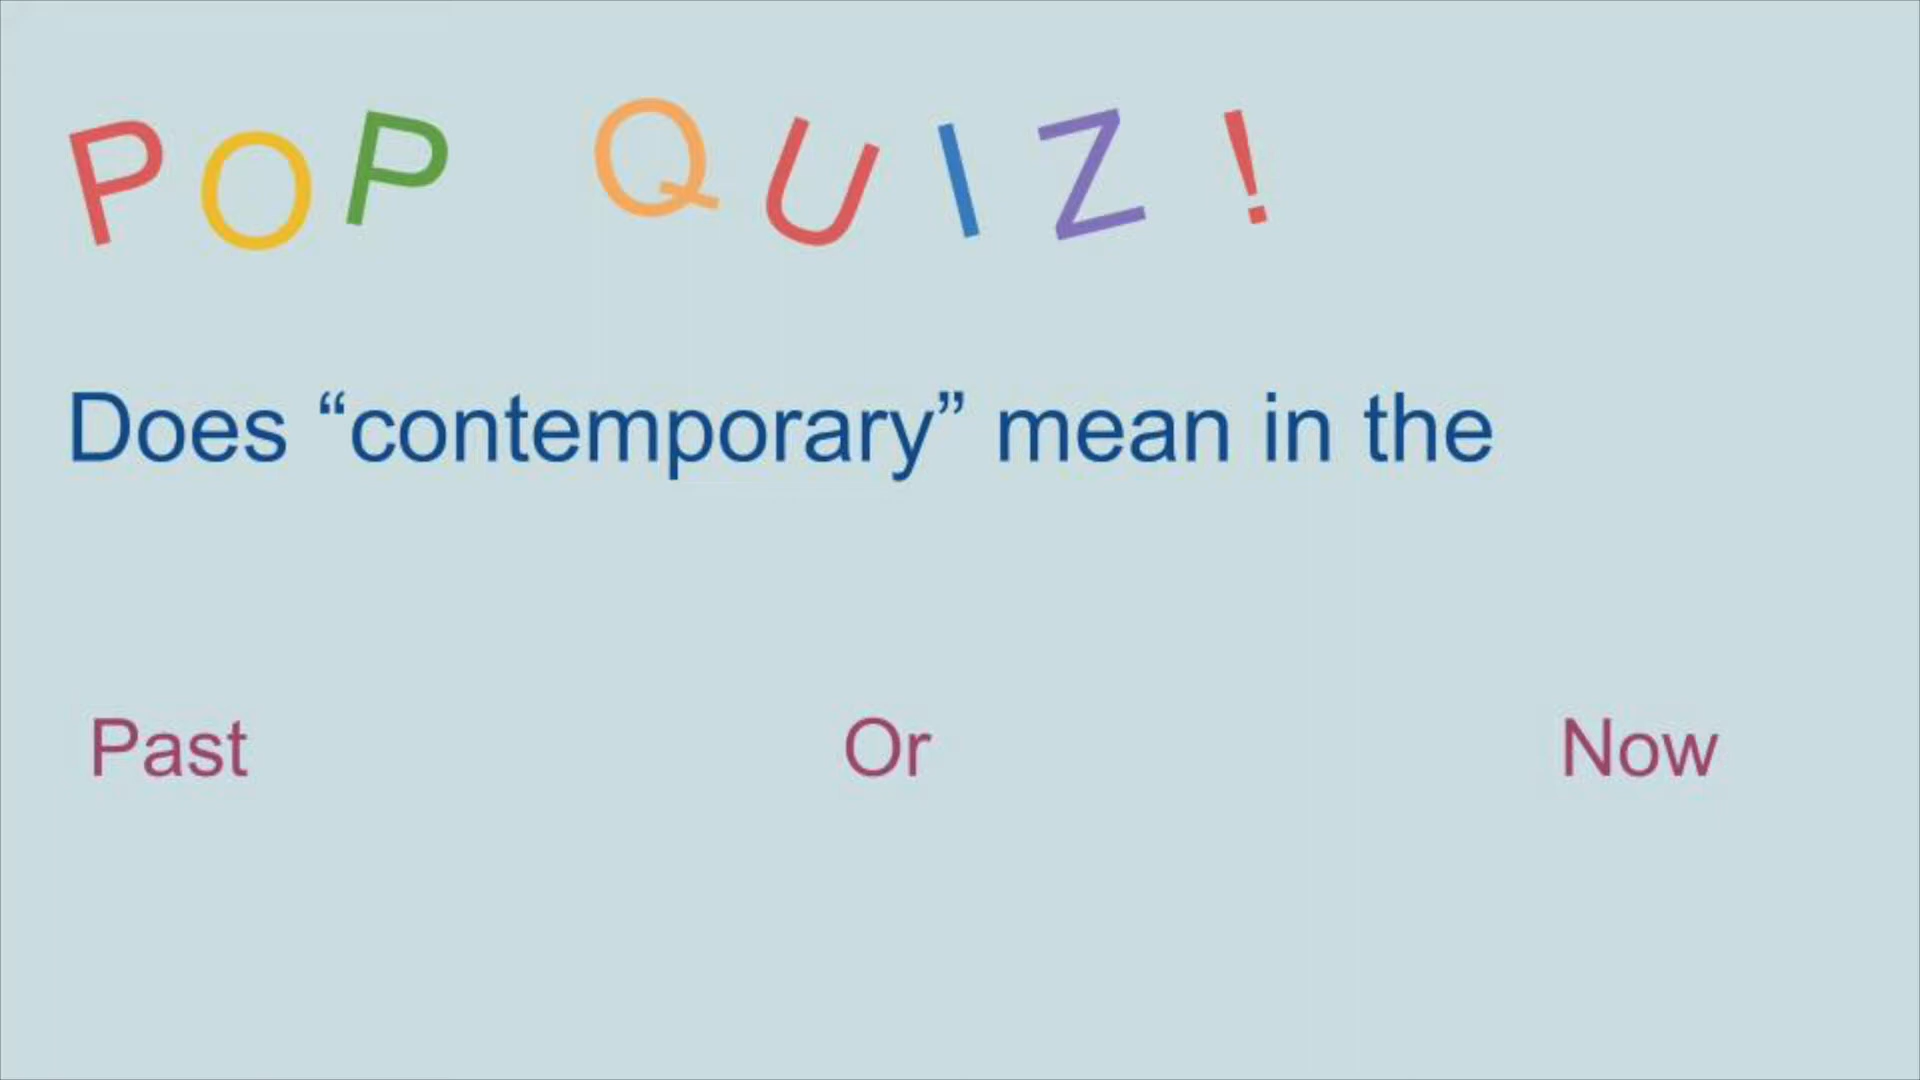 POP QUIZ!
Does “contemporary” mean in the
Past Or Now